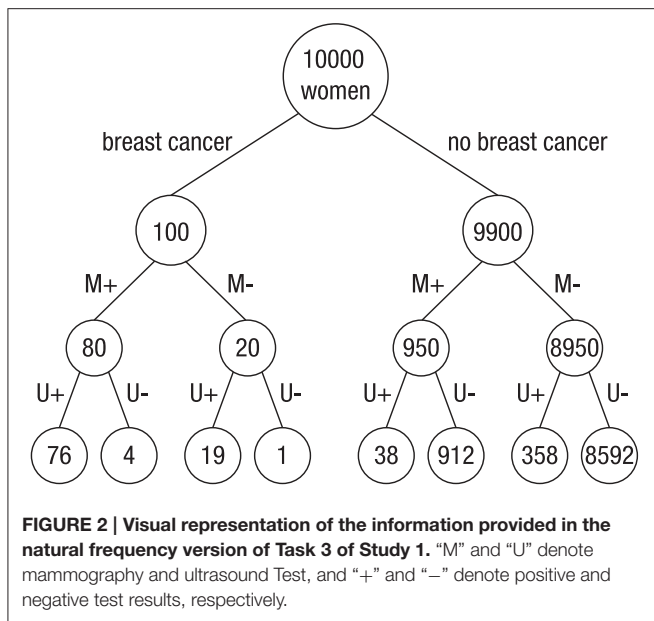 10000
women
breast cancer
no breast cancer
100
9900
M+
M-
M+
M-
80
20
950
8950
U+
U-
U+
U-
U+
U-
U+
U-
76
4
19
1
38
912
358
8592
FIGURE 2 | Visual representation of the information provided in the
natural frequency version of Task 3 of Study 1. “M” and “U” denote
mammography and ultrasound Test, and “+” and “−” denote positive and
negative test results, respectively.